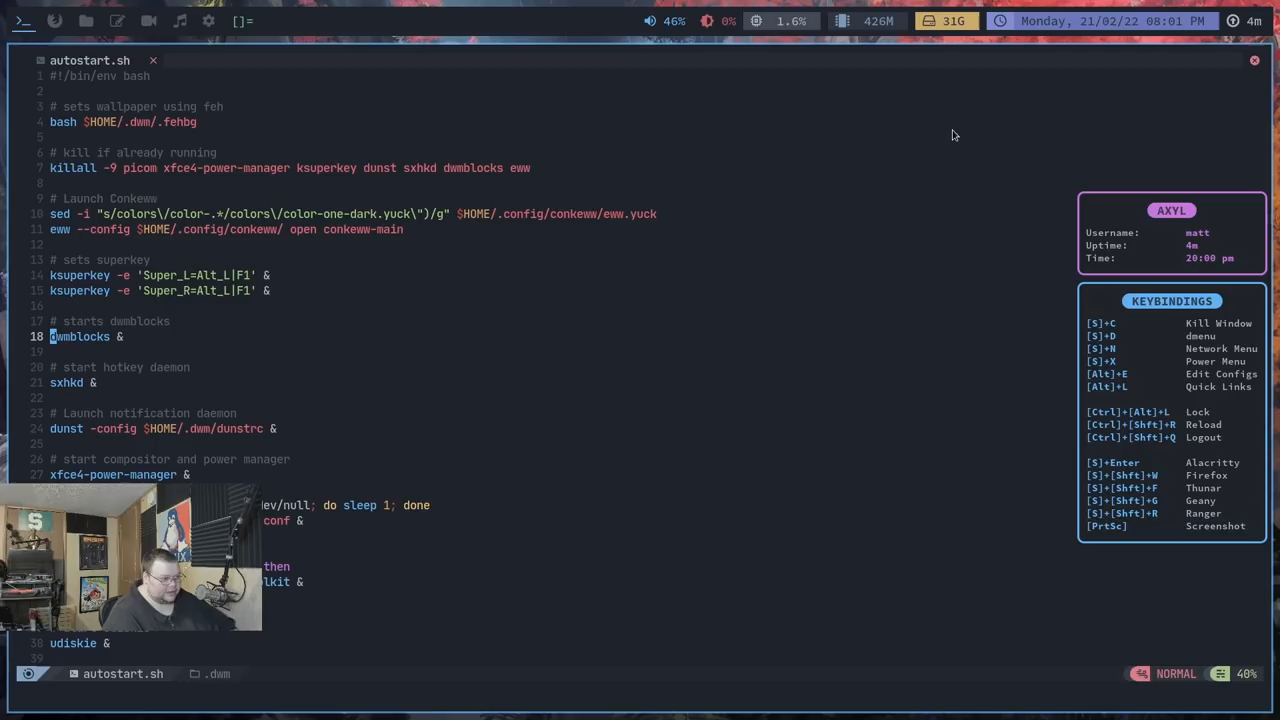 []=
46%
0%
1.6%
426M
31G
Monday, 21/02/22 08:01 PM
4m
autostart.sh
1 #!/bin/env bash
2
3 # sets wallpaper using feh
4 bash $HOME/.dwm/.fehbg
5
6 # kill if already running
7 killall -9 picom xfce4-power-manager ksuperkey dunst sxhkd dwmblocks eww
8
9 # Launch Conkeww
10 sed -i "s/colors\/color-.*/colors\/color-one-dark.yuck\")/g" $HOME/.config/conkeww/eww.yuck
11 eww --config $HOME/.config/conkeww/ open conkeww-main
12
13 # sets superkey
14 ksuperkey -e 'Super_L=Alt_L|F1' &
15 ksuperkey -e 'Super_R=Alt_L|F1' &
16
17 # starts dwmblocks
18 dwmblocks &
19
20 # start hotkey daemon
21 sxhkd &
22
23 # Launch notification daemon
24 dunst -config $HOME/.dwm/dunstrc &
25
26 # start compositor and power manager
27 xfce4-power-manager &
dev/null; do sleep 1; done
conf &
then
lkit &
38 udiskie &
39
AXYL
Username: matt
Uptime: 4m
Time: 20:00 pm
KEYBINDINGS
[S]+C Kill Window
[S]+D dmenu
[S]+N Network Menu
[S]+X Power Menu
[Alt]+E Edit Configs
[Alt]+L Quick Links
[Ctrl]+[Alt]+L Lock
[Ctrl]+[Shft]+R Reload
[Ctrl]+[Shft]+Q Logout
[S]+Enter Alacritty
[S]+[Shft]+W Firefox
[S]+[Shft]+F Thunar
[S]+[Shft]+G Geany
[S]+[Shft]+R Ranger
[PrtSc] Screenshot
autostart.sh
.dwm
NORMAL
40%